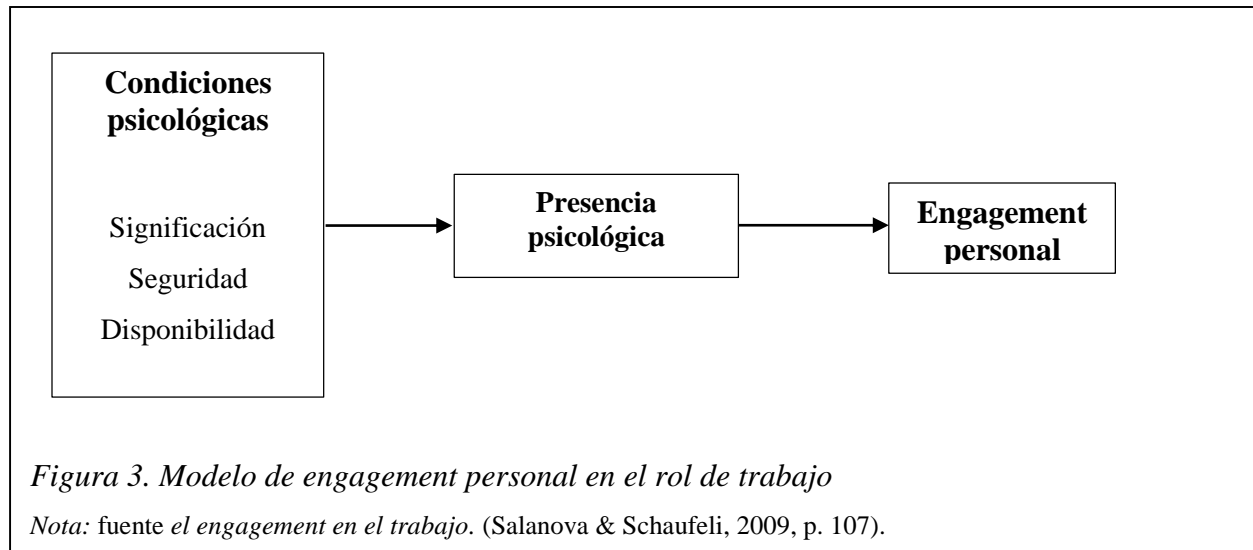 Condiciones
psicológicas
Significación
Seguridad
Disponibilidad
Presencia
psicológica
Engagement
personal
Figura 3. Modelo de engagement personal en el rol de trabajo
Nota: fuente el engagement en el trabajo. (Salanova & Schaufeli, 2009, p. 107).